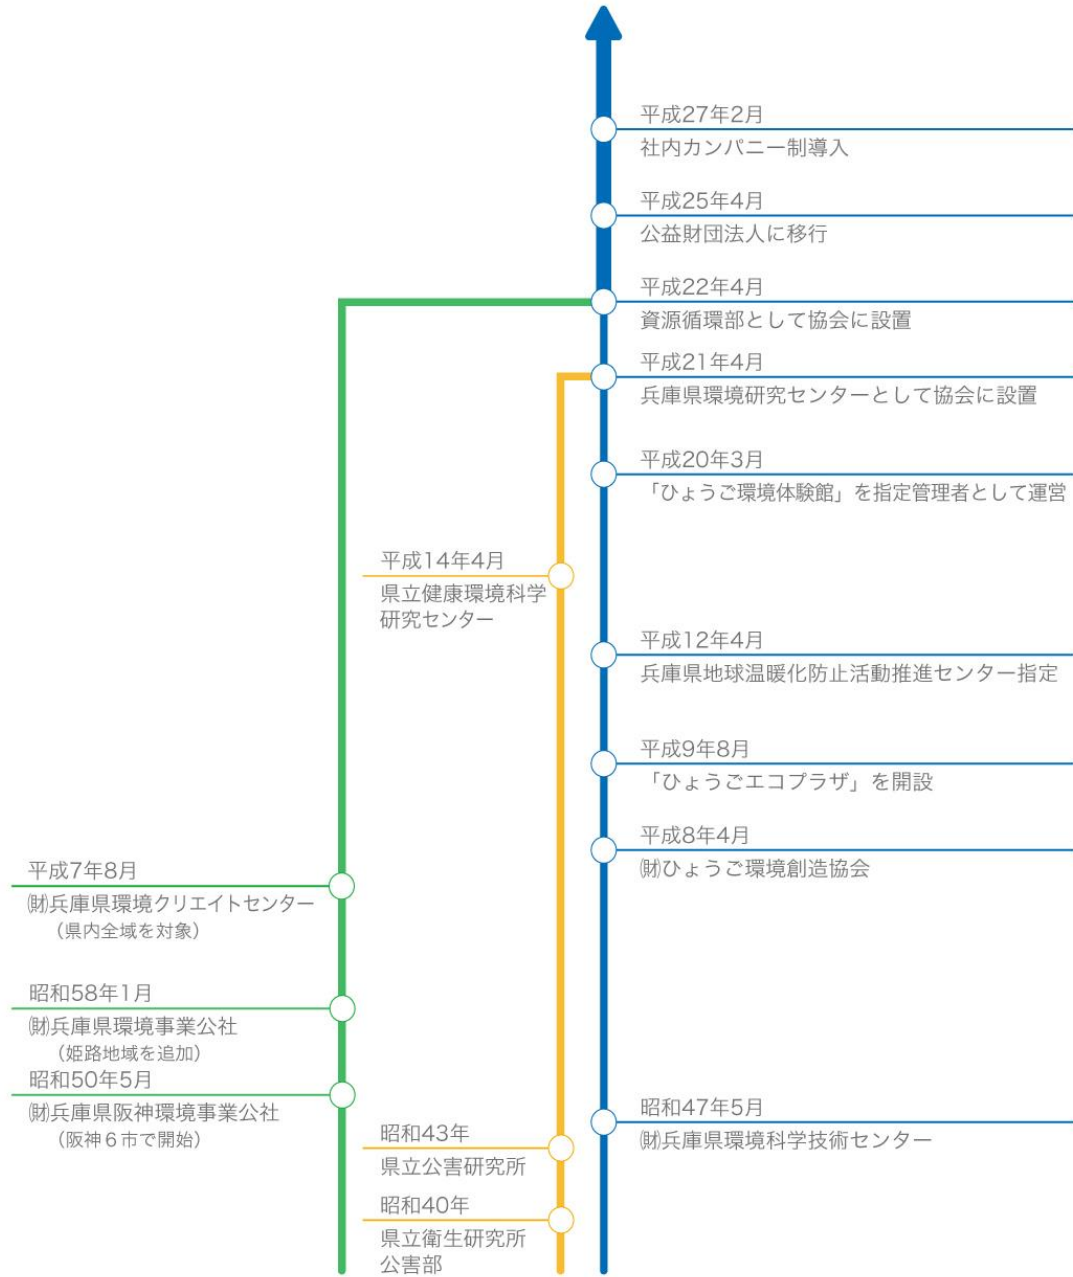 平成27年2月
社内カンパニー制導入
平成25年4月
公益財団法人に移行
平成22年4月
資源循環部として協会に設置
平成21年4月
兵庫県環境研究センターとして協会に設置
平成20年3月
「ひょうご環境体験館」を指定管理者として運営
平成14年4月
県立健康環境科学
研究センター
平成12年4月
兵庫県地球温暖化防止活動推進センター指定
平成9年8月
「ひょうごエコプラザ」を開設
平成8年4月
㈶ひょうご環境創造協会
平成7年8月
㈶兵庫県環境クリエイトセンター
（県内全域を対象）
昭和58年1月
㈶兵庫県環境事業公社
（姫路地域を追加）
昭和50年5月
㈶兵庫県阪神環境事業公社
（阪神６市で開始）
昭和47年5月
㈶兵庫県環境科学技術センター
昭和43年
県立公害研究所
昭和40年
県立衛生研究所
公害部